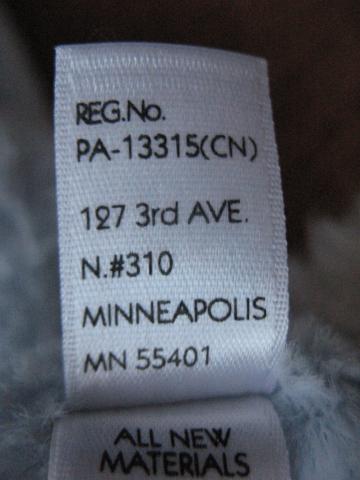 REG.No.
PA-13315(CN)
127 3rd AVE.
N.#310
MINNEAPOLIS
MN 55401
ALL NEW
MATERIALS